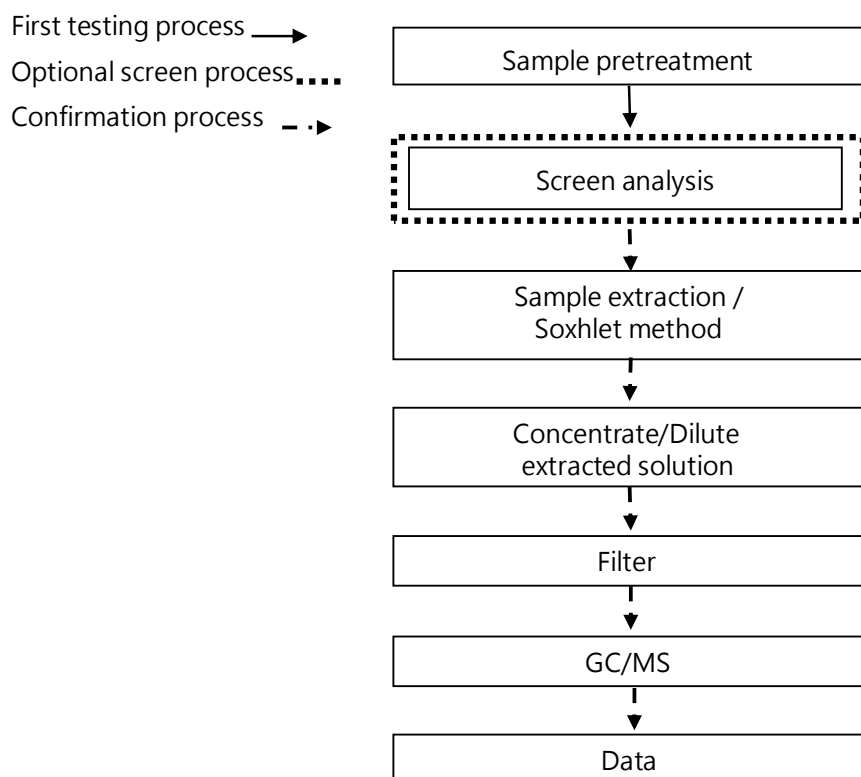 First testing process
Optional screen process
Confirmation process
Sample pretreatment
Screen analysis
Sample extraction /
Soxhlet method
Concentrate/Dilute
extracted solution
Filter
GC/MS
Data